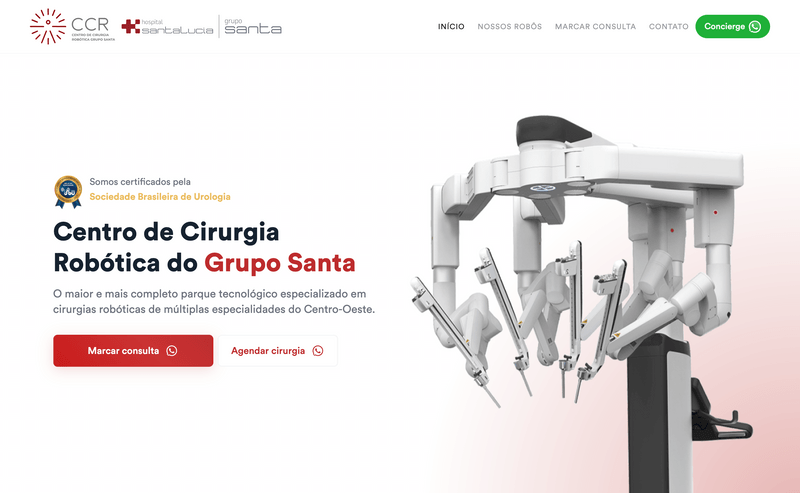 CCR
CENTRO DE CIRURGIA
ROBÓTICA GRUPO SANTA
hospital
santalucia
grupo
santa
INÍCIO
NOSSOS ROBÔS
MARCAR CONSULTA
CONTATO
Concierge
Somos certificados pela
Sociedade Brasileira de Urologia
Centro de Cirurgia
Robótica do Grupo Santa
O maior e mais completo parque tecnológico especializado em
cirurgias robóticas de múltiplas especialidades do Centro-Oeste.
Marcar consulta
Agendar cirurgia